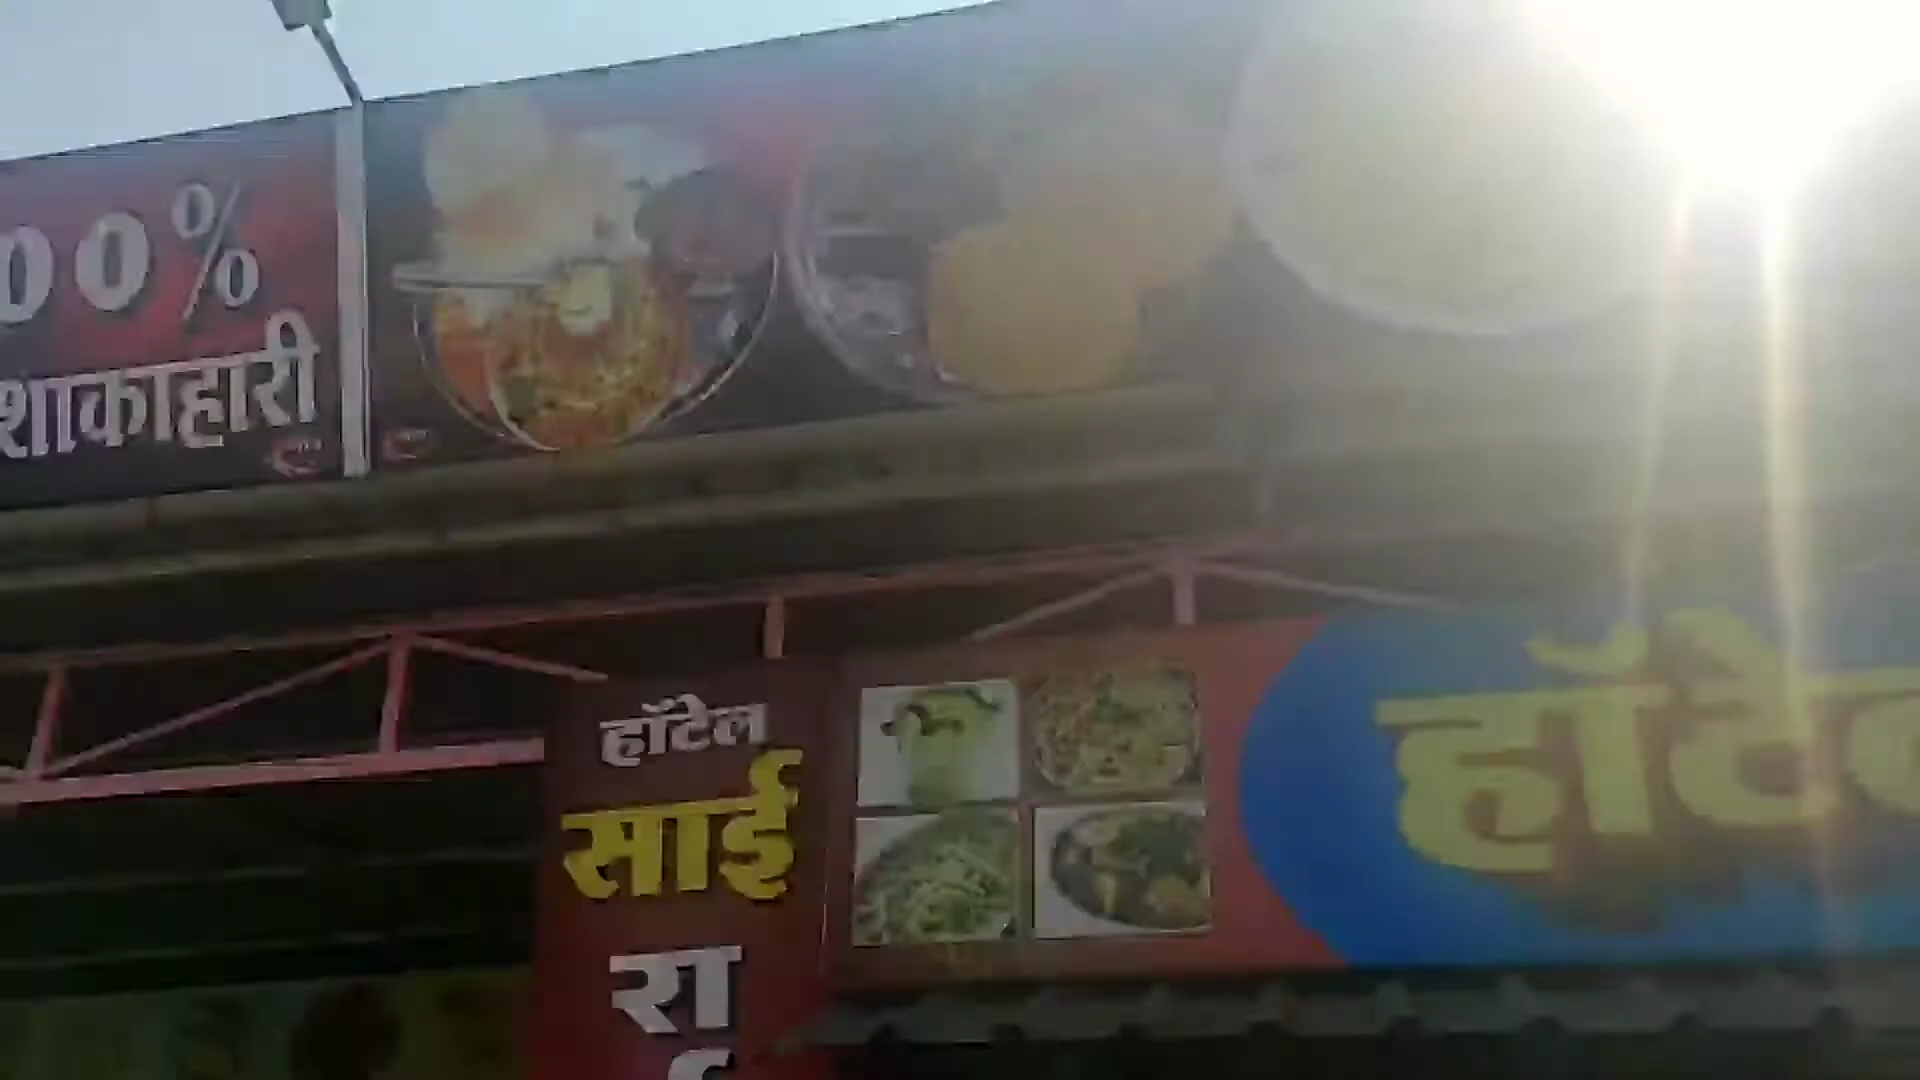 00%
शाकाहारी
हॉटेल
साई
रा
हॉटेल